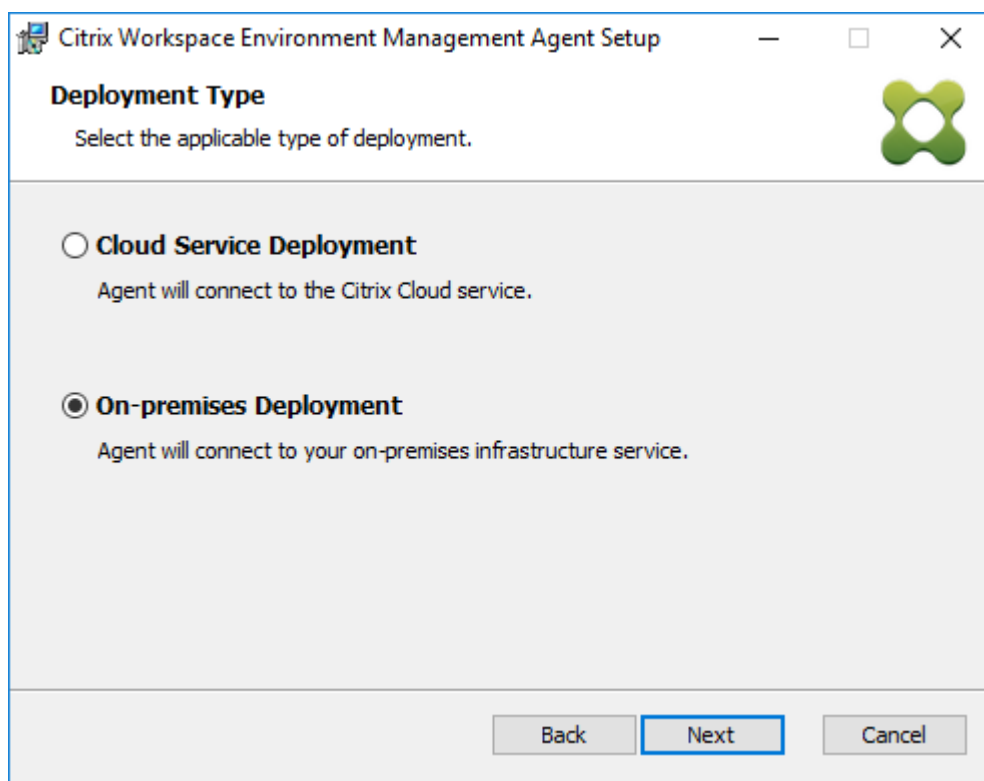 Citrix Workspace Environment Management Agent Setup
Deployment Type
Select the applicable type of deployment.
Cloud Service Deployment
Agent will connect to the Citrix Cloud service.
On-premises Deployment
Agent will connect to your on-premises infrastructure service.
Back Next Cancel